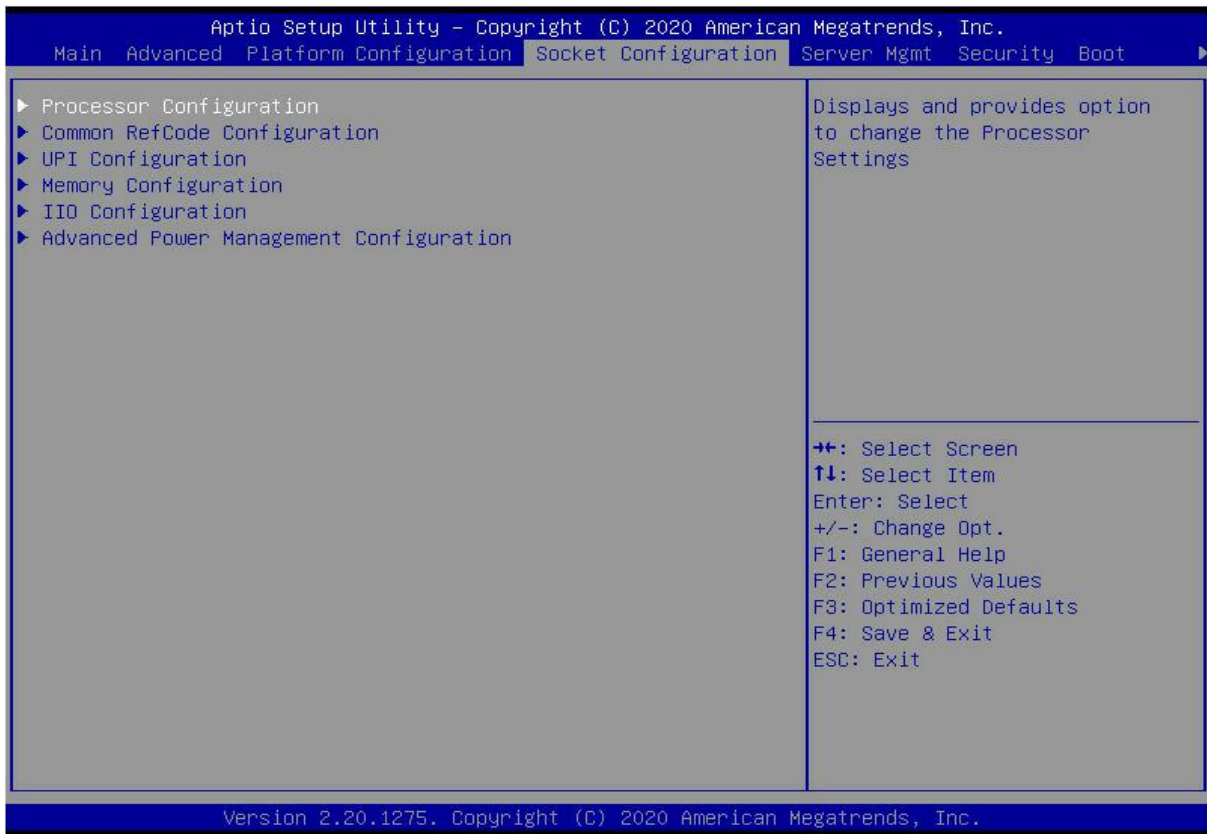 Aptio Setup Utility – Copyright (C) 2020 American Megatrends, Inc.
Main Advanced Platform Configuration Socket Configuration Server Mgmt Security Boot ▶
▶ Processor Configuration
▶ Common RefCode Configuration
▶ UPI Configuration
▶ Memory Configuration
▶ IIO Configuration
▶ Advanced Power Management Configuration
Displays and provides option
to change the Processor
Settings
→←: Select Screen
↑↓: Select Item
Enter: Select
+/-: Change Opt.
F1: General Help
F2: Previous Values
F3: Optimized Defaults
F4: Save & Exit
ESC: Exit
Version 2.20.1275. Copyright (C) 2020 American Megatrends, Inc.